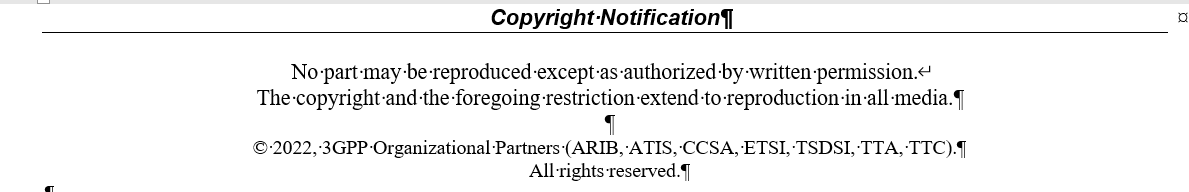 Copyright Notification
No part may be reproduced except as authorized by written permission.
The copyright and the foregoing restriction extend to reproduction in all media.
© 2022, 3GPP Organizational Partners (ARIB, ATIS, CCSA, ETSI, TSDSI, TTA, TTC).
All rights reserved.